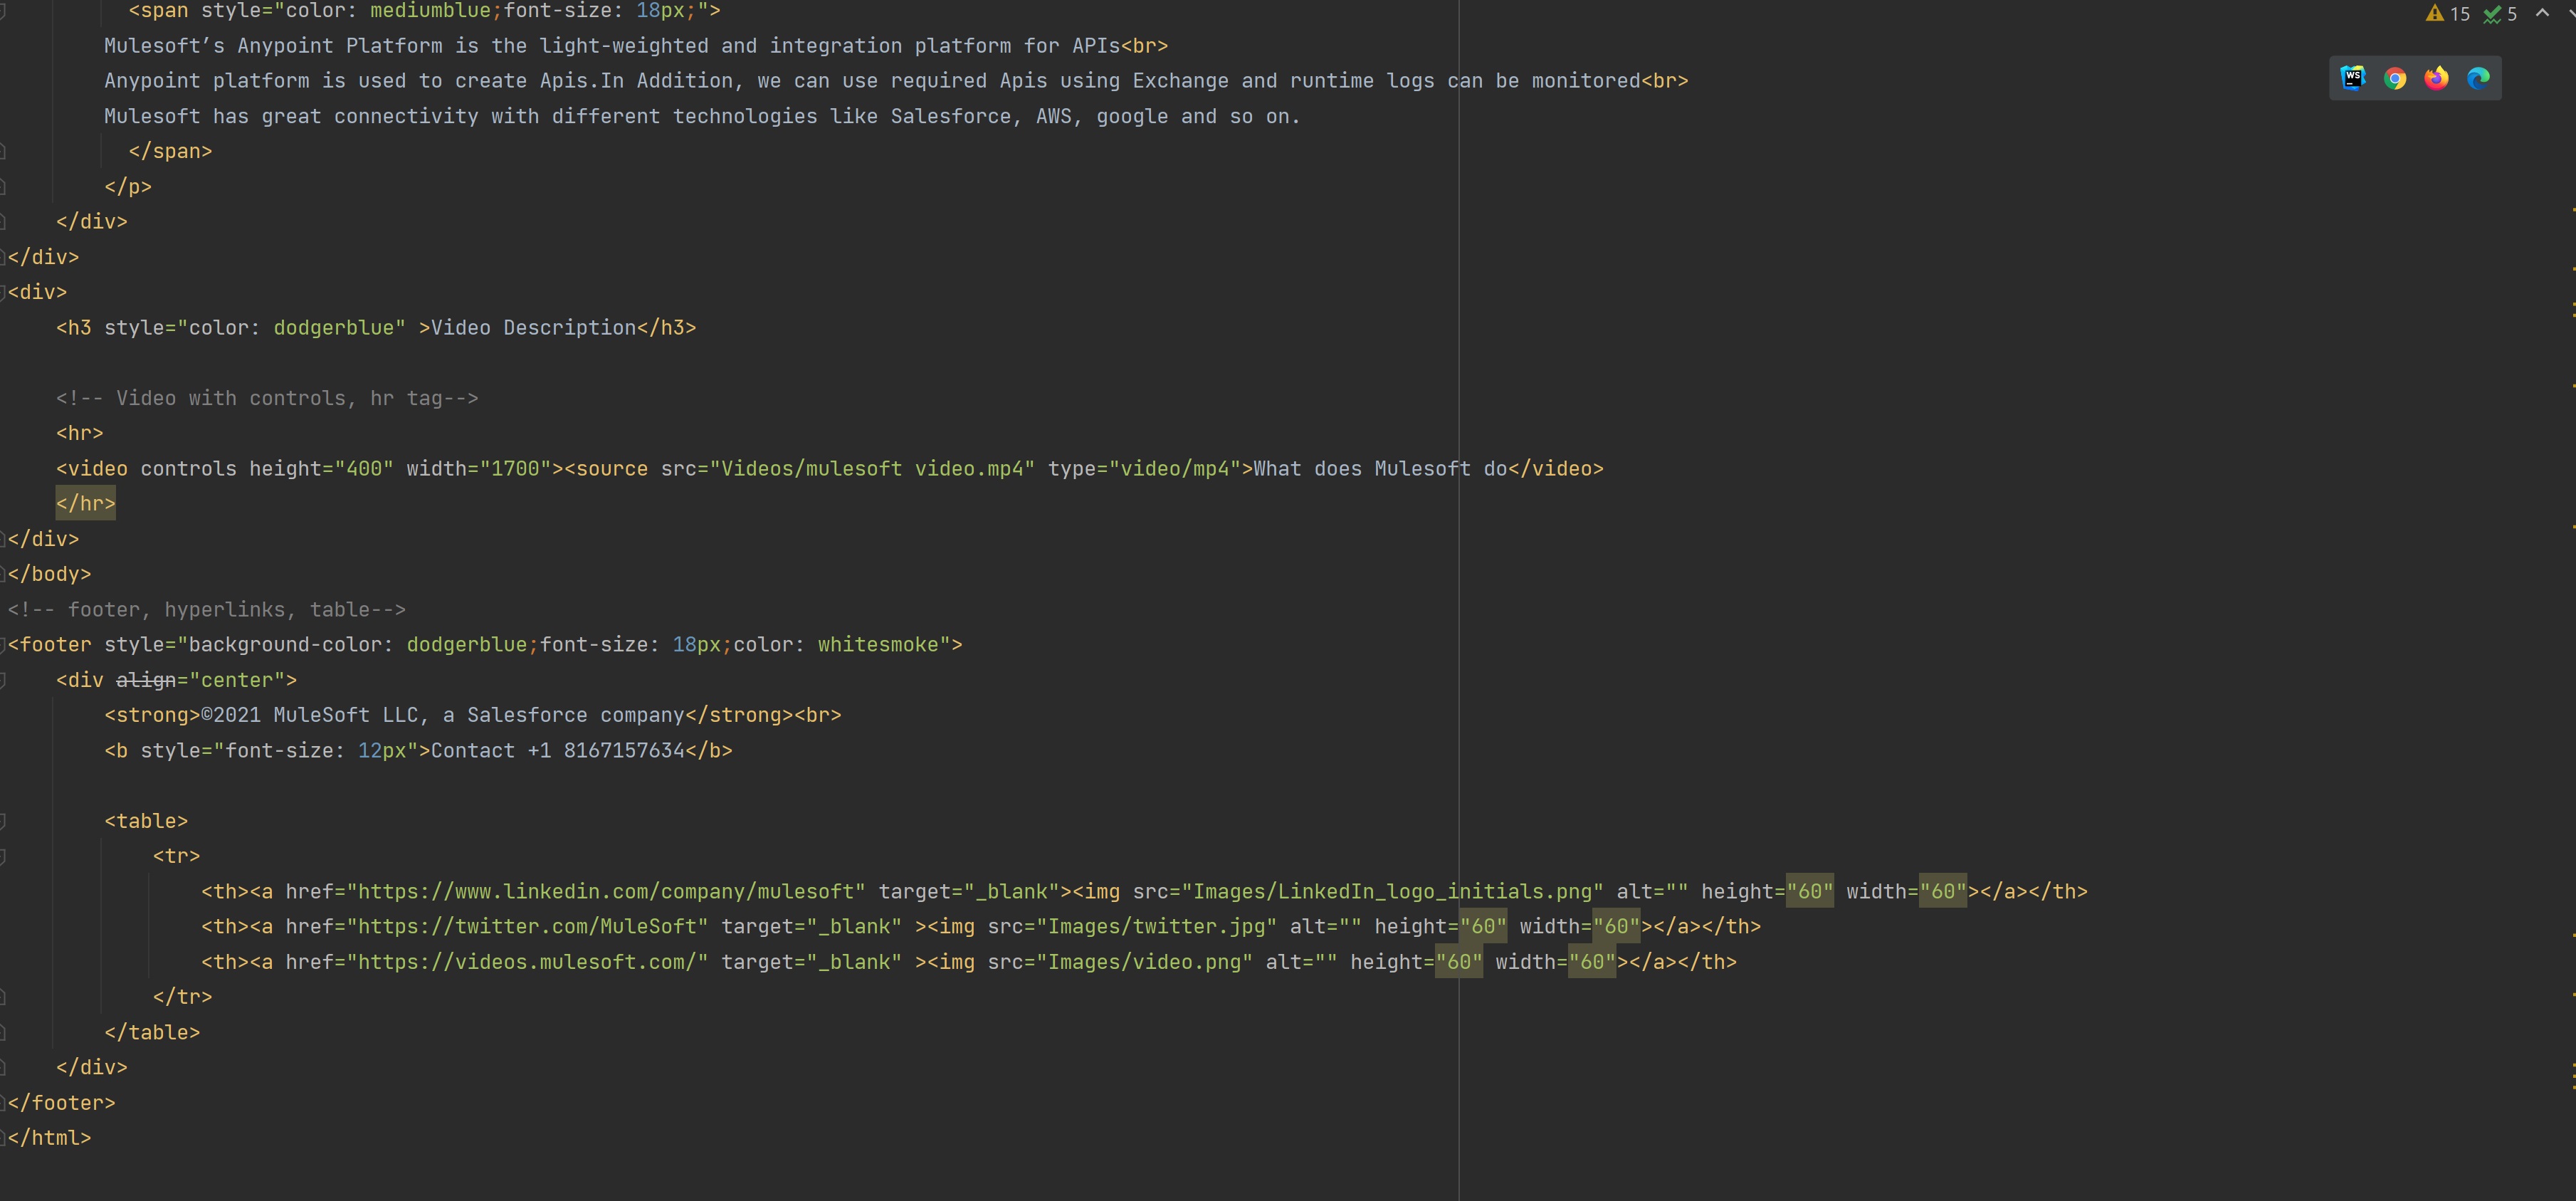 <span style="color: mediumblue;font-size: 18px;">
15 5
Mulesoft’s Anypoint Platform is the light-weighted and integration platform for APIs<br>
Anypoint platform is used to create Apis.In Addition, we can use required Apis using Exchange and runtime logs can be monitored<br>
WS
Mulesoft has great connectivity with different technologies like Salesforce, AWS, google and so on.
</span>
</p>
</div>
</div>
<div>
<h3 style="color: dodgerblue" >Video Description</h3>
<!-- Video with controls, hr tag-->
<hr>
<video controls height="400" width="1700"><source src="Videos/mulesoft video.mp4" type="video/mp4">What does Mulesoft do</video>
</hr>
</div>
</body>
<!-- footer, hyperlinks, table-->
<footer style="background-color: dodgerblue;font-size: 18px;color: whitesmoke">
<div align="center">
<strong>©2021 MuleSoft LLC, a Salesforce company</strong><br>
<b style="font-size: 12px">Contact +1 8167157634</b>
<table>
<tr>
<th><a href="https://www.linkedin.com/company/mulesoft" target="_blank"><img src="Images/LinkedIn_logo_initials.png" alt="" height="60" width="60"></a></th>
<th><a href="https://twitter.com/MuleSoft" target="_blank" ><img src="Images/twitter.jpg" alt="" height="60" width="60"></a></th>
<th><a href="https://videos.mulesoft.com/" target="_blank" ><img src="Images/video.png" alt="" height="60" width="60"></a></th>
</tr>
</table>
</div>
</footer>
</html>